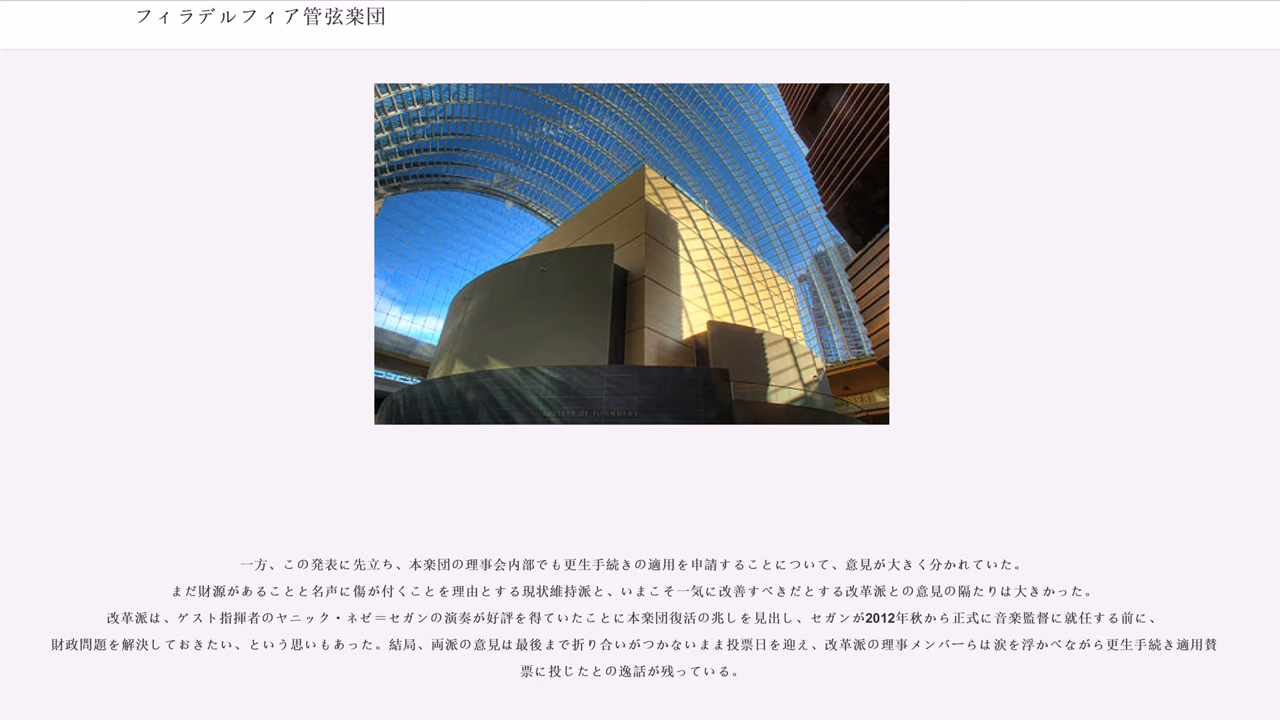 フィラデルフィア管弦楽団
SOCIETY OF FOUNDERS
一方、この発表に先立ち、本楽団の理事会内部でも更生手続きの適用を申請することについて、意見が大きく分かれていた。
まだ財源があることと名声に傷が付くことを理由とする現状維持派と、いまこそ一気に改善すべきだとする改革派との意見の隔たりは大きかった。
改革派は、ゲスト指揮者のヤニック・ネゼ＝セガンの演奏が好評を得ていたことに本楽団復活の兆しを見出し、セガンが2012年秋から正式に音楽監督に就任する前に、
財政問題を解決しておきたい、という思いもあった。結局、両派の意見は最後まで折り合いがつかないまま投票日を迎え、改革派の理事メンバーらは涙を浮かべながら更生手続き適用賛
票に投じたとの逸話が残っている。